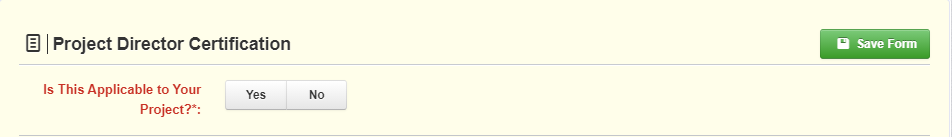 Project Director Certification
Save Form
Is This Applicable to Your
Project?*:
Yes
No